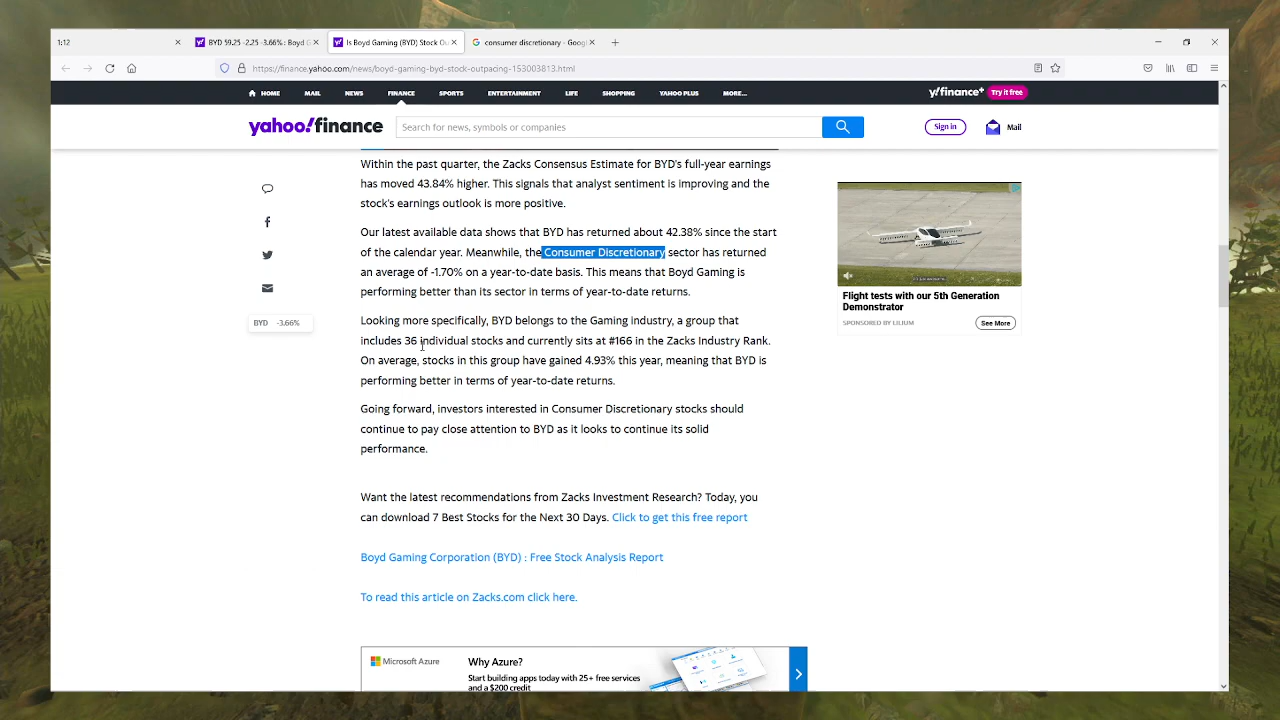 1:12
BYD 59.25 -2.25 -3.66% : Boyd G
Is Boyd Gaming (BYD) Stock Ou
consumer discretionary - Googl
https://finance.yahoo.com/news/boyd-gaming-byd-stock-outpacing-153003813.html
HOME MAIL NEWS FINANCE SPORTS ENTERTAINMENT LIFE SHOPPING YAHOO PLUS MORE... y!finance+ Try it free
yahoo!finance Search for news, symbols or companies Sign in Mail
Within the past quarter, the Zacks Consensus Estimate for BYD's full-year earnings
has moved 43.84% higher. This signals that analyst sentiment is improving and the
stock's earnings outlook is more positive.
Our latest available data shows that BYD has returned about 42.38% since the start
of the calendar year. Meanwhile, the Consumer Discretionary sector has returned
an average of -1.70% on a year-to-date basis. This means that Boyd Gaming is
performing better than its sector in terms of year-to-date returns.
Looking more specifically, BYD belongs to the Gaming industry, a group that
includes 36 individual stocks and currently sits at #166 in the Zacks Industry Rank.
On average, stocks in this group have gained 4.93% this year, meaning that BYD is
performing better in terms of year-to-date returns.
Going forward, investors interested in Consumer Discretionary stocks should
continue to pay close attention to BYD as it looks to continue its solid
performance.
Want the latest recommendations from Zacks Investment Research? Today, you
can download 7 Best Stocks for the Next 30 Days. Click to get this free report
Boyd Gaming Corporation (BYD) : Free Stock Analysis Report
To read this article on Zacks.com click here.
BYD -3.66%
Flight tests with our 5th Generation
Demonstrator
SPONSORED BY LILIUM See More
Microsoft Azure
Why Azure?
Start building apps today with 25+ free services
and a $200 credit